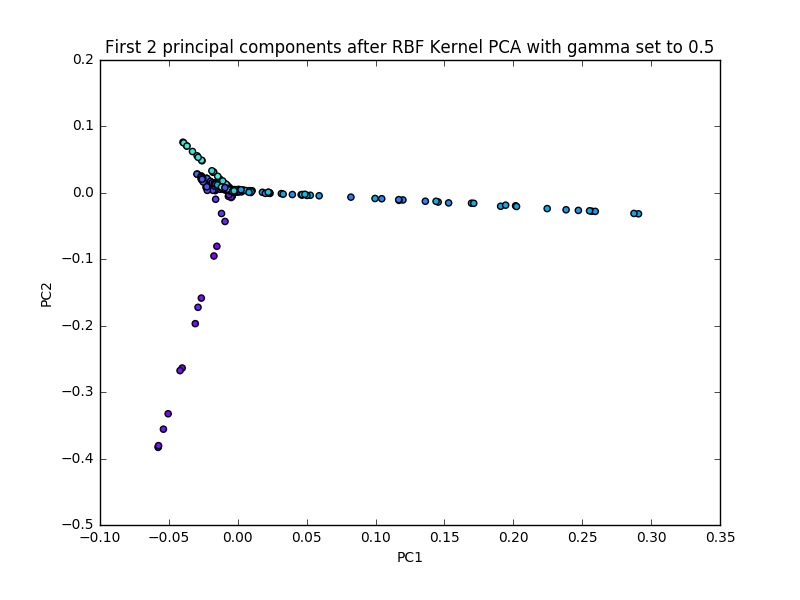 First 2 principal components after RBF Kernel PCA with gamma set to 0.5
0.2
0.1
0.0
−0.1
−0.2
−0.3
−0.4
−0.5
PC2
−0.10 −0.05 0.00 0.05 0.10 0.15 0.20 0.25 0.30 0.35
PC1